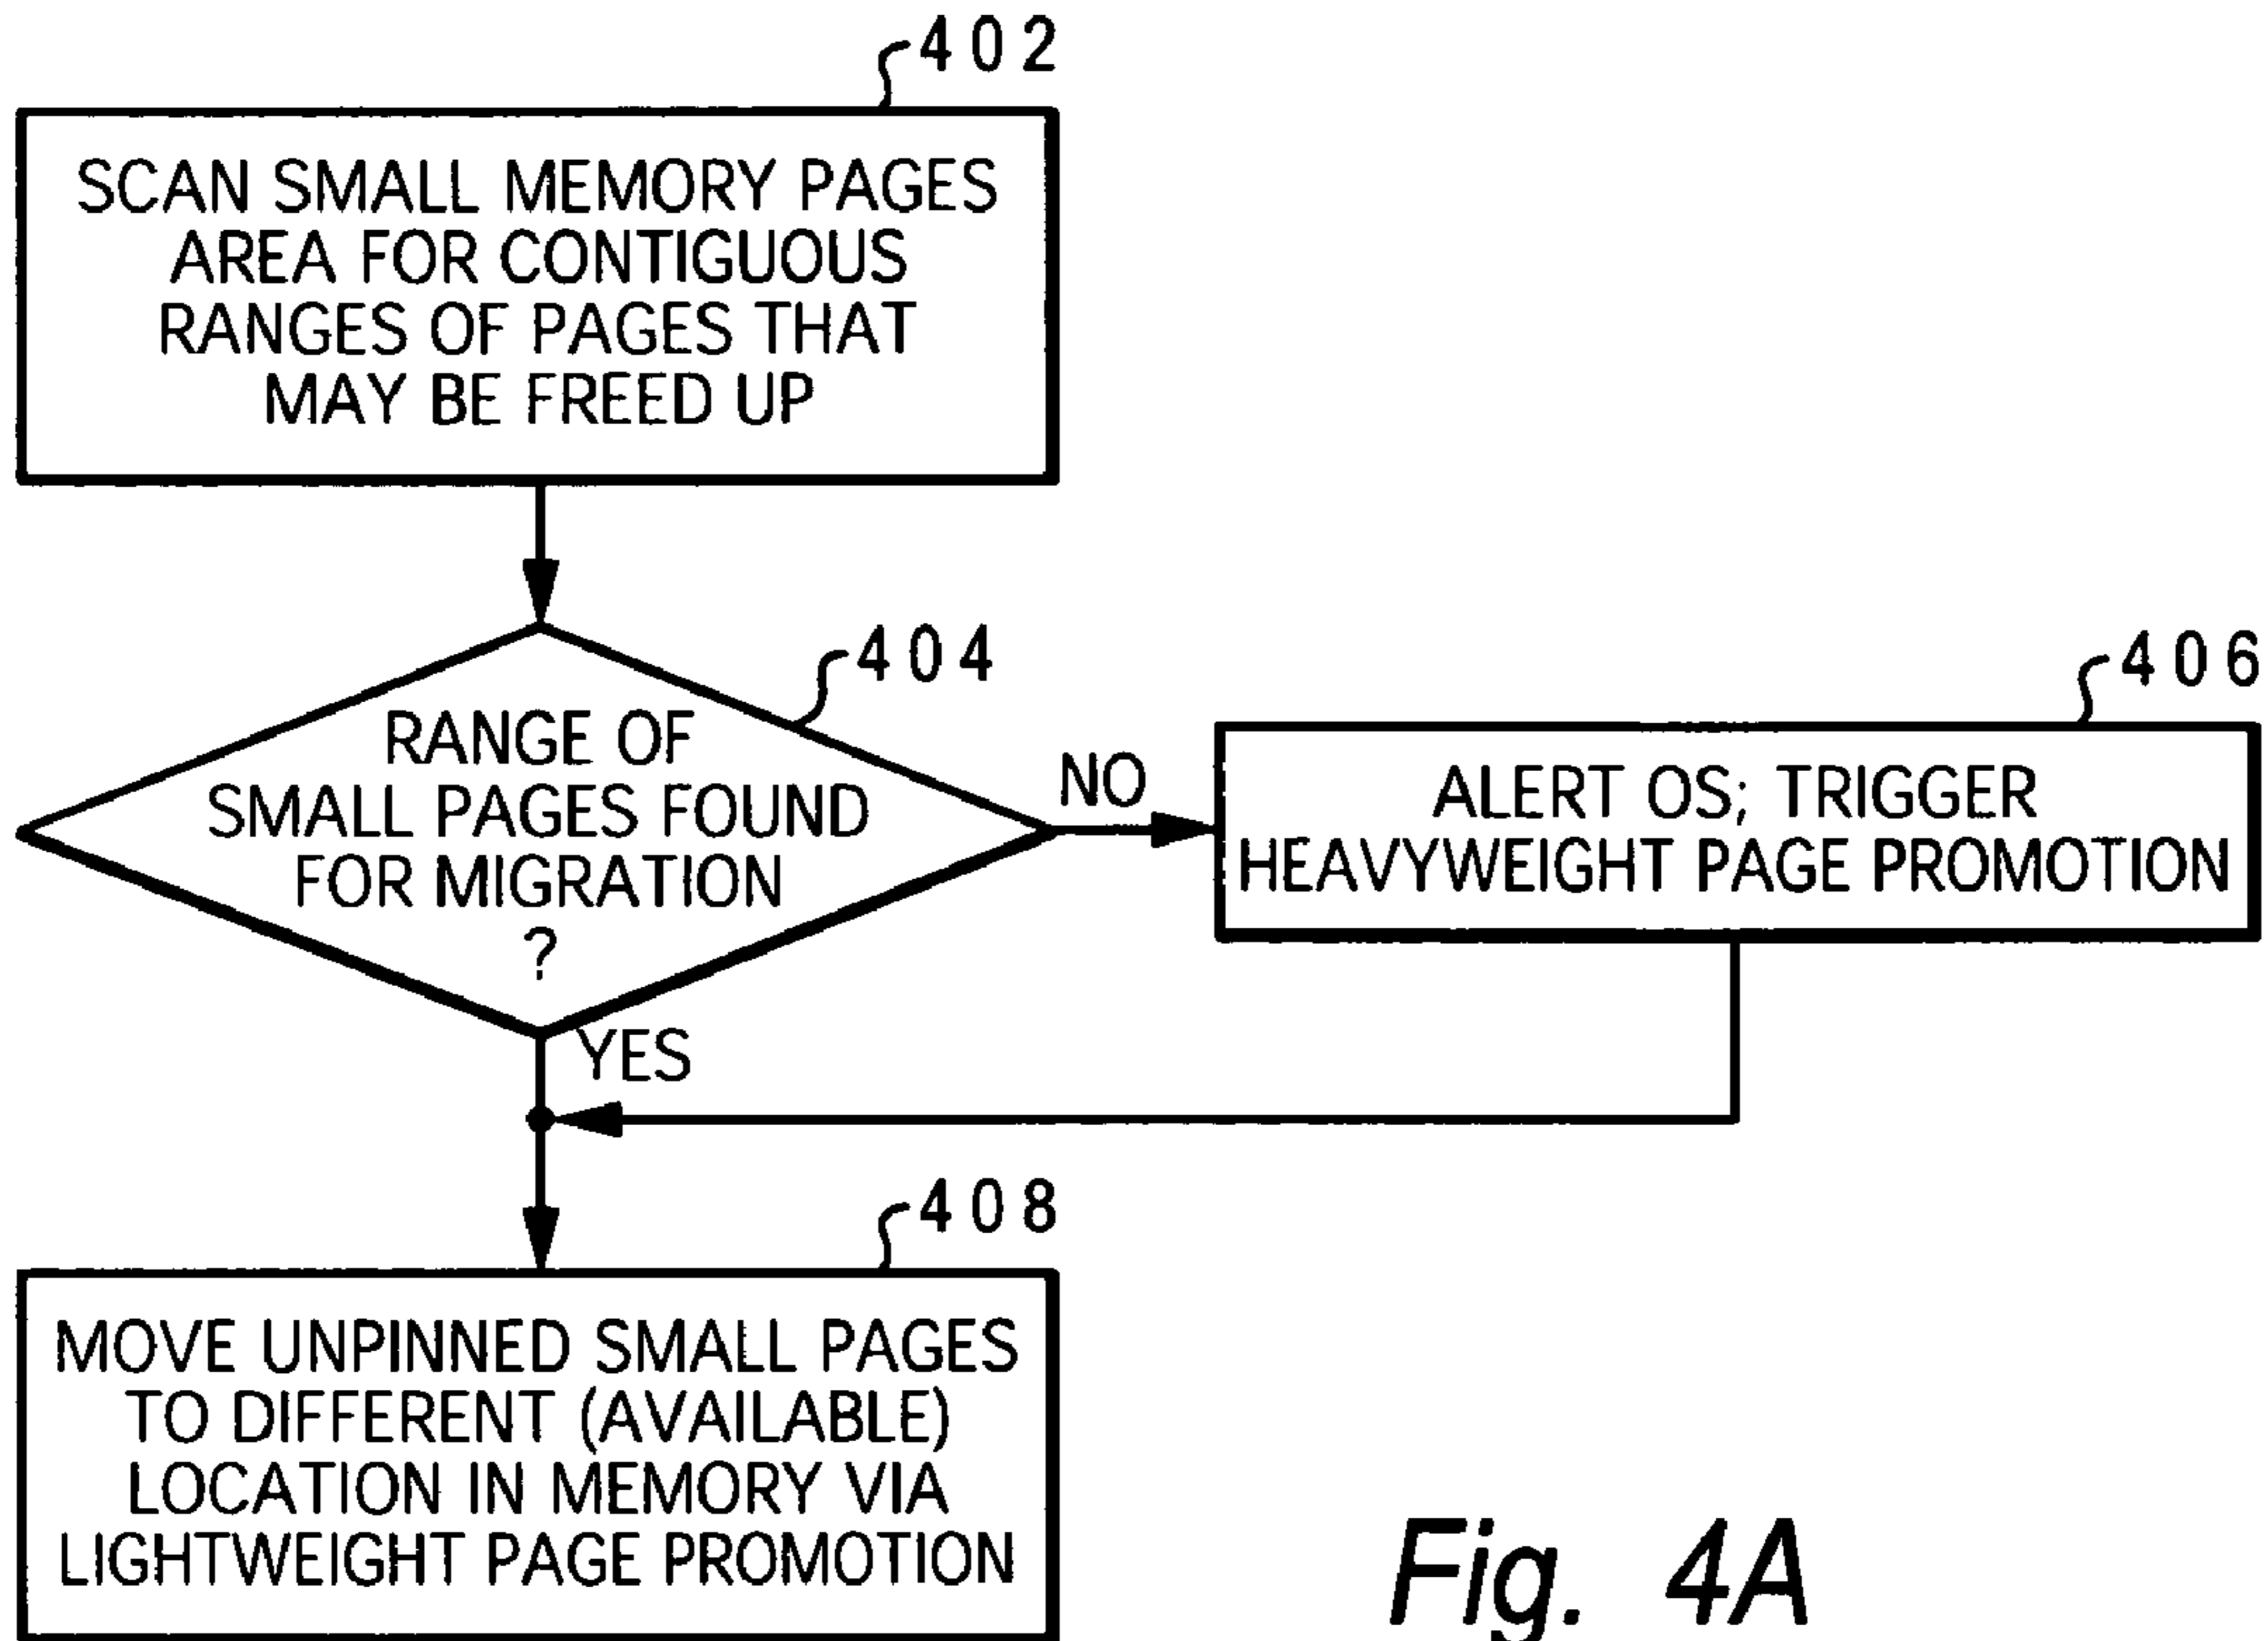 402
SCAN SMALL MEMORY PAGES
AREA FOR CONTIGUOUS
RANGES OF PAGES THAT
MAY BE FREED UP
404
RANGE OF
SMALL PAGES FOUND
FOR MIGRATION
?
NO
406
ALERT OS; TRIGGER
HEAVYWEIGHT PAGE PROMOTION
YES
408
MOVE UNPINNED SMALL PAGES
TO DIFFERENT (AVAILABLE)
LOCATION IN MEMORY VIA
LIGHTWEIGHT PAGE PROMOTION
Fig. 4A